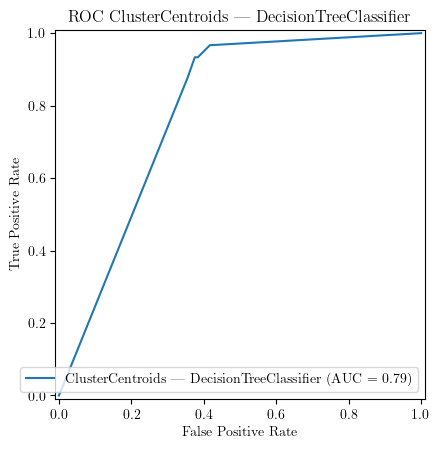 ROC ClusterCentroids — DecisionTreeClassifier
True Positive Rate
1.0
0.8
0.6
0.4
0.2
0.0
ClusterCentroids — DecisionTreeClassifier (AUC = 0.79)
0.0 0.2 0.4 0.6 0.8 1.0
False Positive Rate